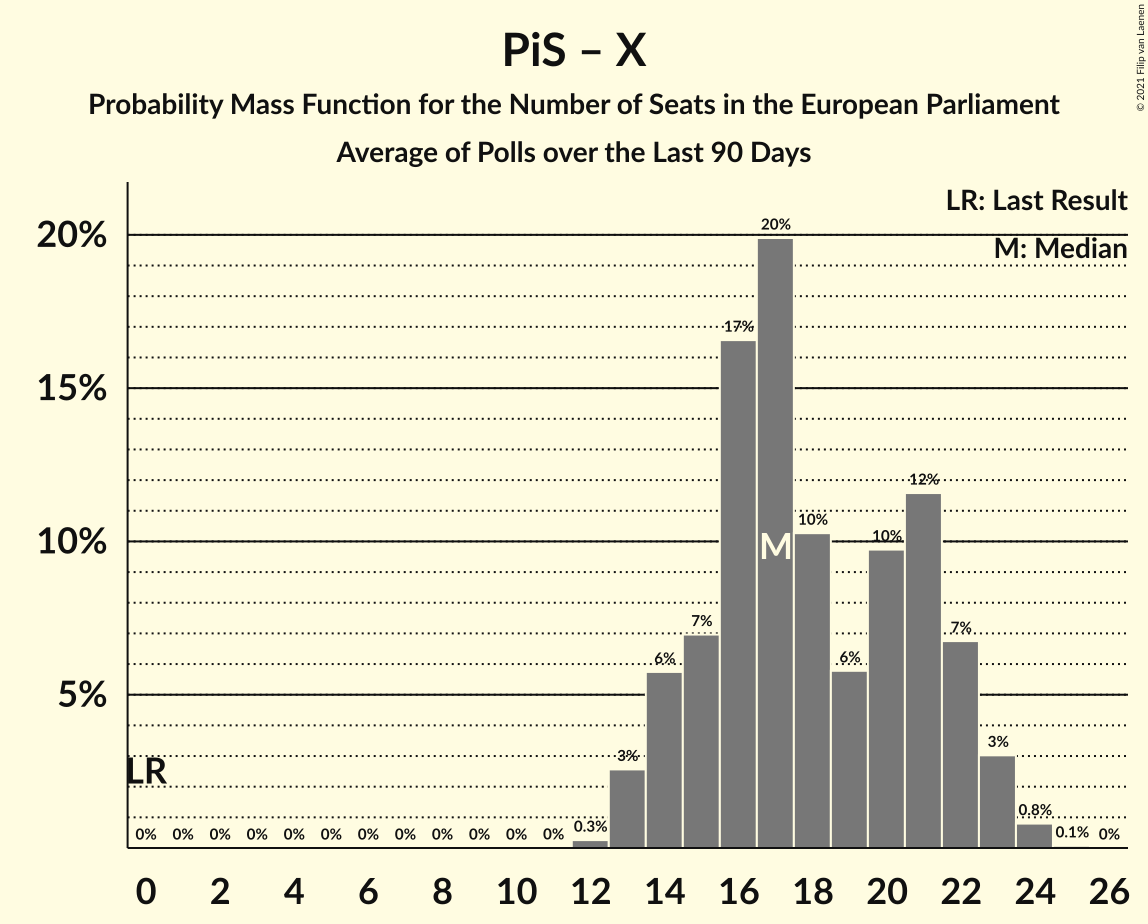 PiS – X
Probability Mass Function for the Number of Seats in the European Parliament
Average of Polls over the Last 90 Days
© 2021 Filip van Laenen
LR: Last Result
M: Median
20%
15%
10%
5%
20%
17%
12%
10%
10%
7%
7%
6%
6%
3%
3%
0% 0% 0% 0% 0% 0% 0% 0% 0% 0% 0% 0% 0.3% 0.8% 0.1% 0%
M
LR
0 2 4 6 8 10 12 14 16 18 20 22 24 26